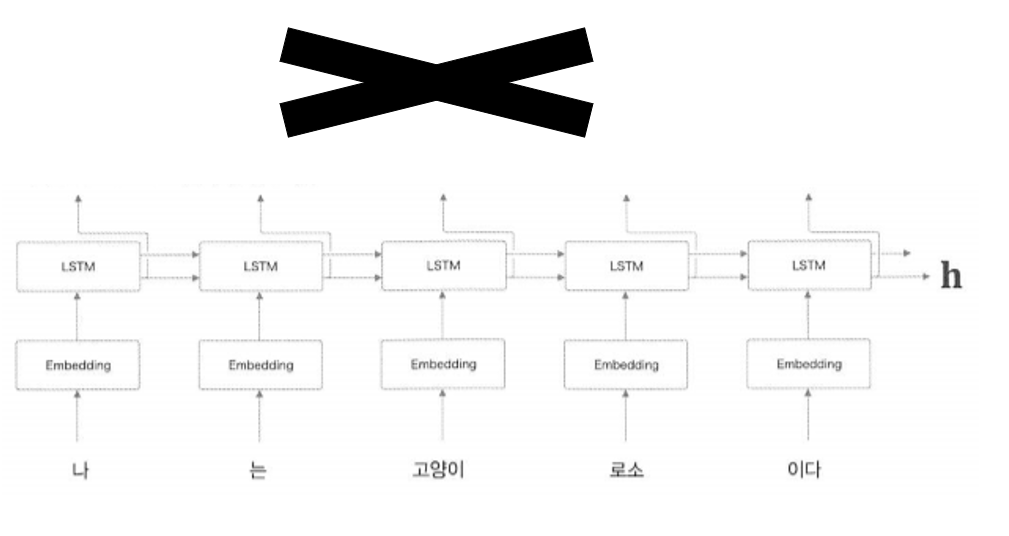 LSTM LSTM LSTM LSTM LSTM
h
Embedding Embedding Embedding Embedding Embedding
나 는 고양이 로소 이다